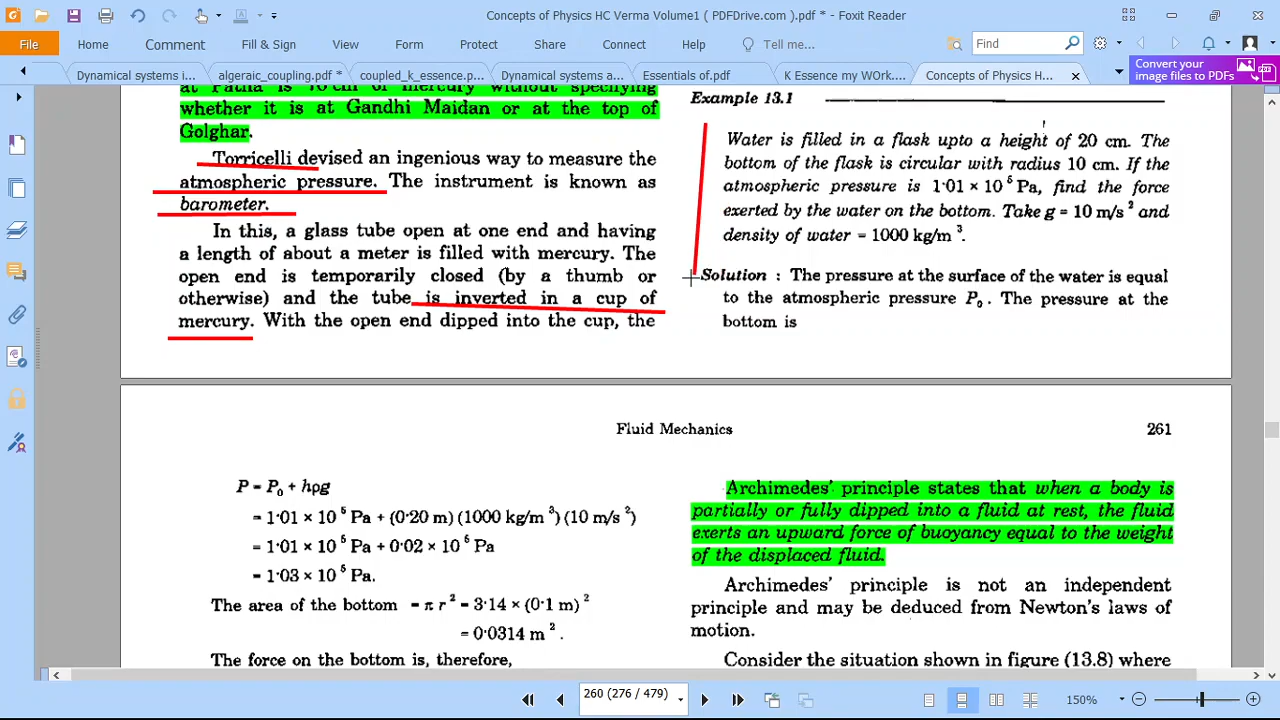 Concepts of Physics HC Verma Volume1 ( PDFDrive.com ).pdf * - Foxit Reader
File Home Comment Fill & Sign View Form Protect Share Connect Help Tell me... Find
Dynamical systems i... algeraic_coupling.pdf * coupled_k_essence.p... Dynamical systems a... Essentials of.pdf K Essence my WOrk.... Concepts of Physics H...
Convert your
image files to PDFs
at Patna is 76 cm of mercury without specifying
whether it is at Gandhi Maidan or at the top of
Golghar.
Torricelli devised an ingenious way to measure the
atmospheric pressure. The instrument is known as
barometer.
In this, a glass tube open at one end and having
a length of about a meter is filled with mercury. The
open end is temporarily closed (by a thumb or
otherwise) and the tube is inverted in a cup of
mercury. With the open end dipped into the cup, the
Example 13.1
Water is filled in a flask upto a height of 20 cm. The
bottom of the flask is circular with radius 10 cm. If the
atmospheric pressure is 1·01 × 10⁵ Pa, find the force
exerted by the water on the bottom. Take g = 10 m/s² and
density of water = 1000 kg/m³.
Solution : The pressure at the surface of the water is equal
to the atmospheric pressure P₀. The pressure at the
bottom is
Fluid Mechanics 261
P = P₀ + hρg
= 1·01 × 10⁵ Pa + (0·20 m) (1000 kg/m³) (10 m/s²)
= 1·01 × 10⁵ Pa + 0·02 × 10⁵ Pa
= 1·03 × 10⁵ Pa.
The area of the bottom = π r² = 3·14 × (0·1 m)²
= 0·0314 m².
The force on the bottom is, therefore,
Archimedes' principle states that when a body is
partially or fully dipped into a fluid at rest, the fluid
exerts an upward force of buoyancy equal to the weight
of the displaced fluid.
Archimedes' principle is not an independent
principle and may be deduced from Newton's laws of
motion.
Consider the situation shown in figure (13.8) where
260 (276 / 479) 150%